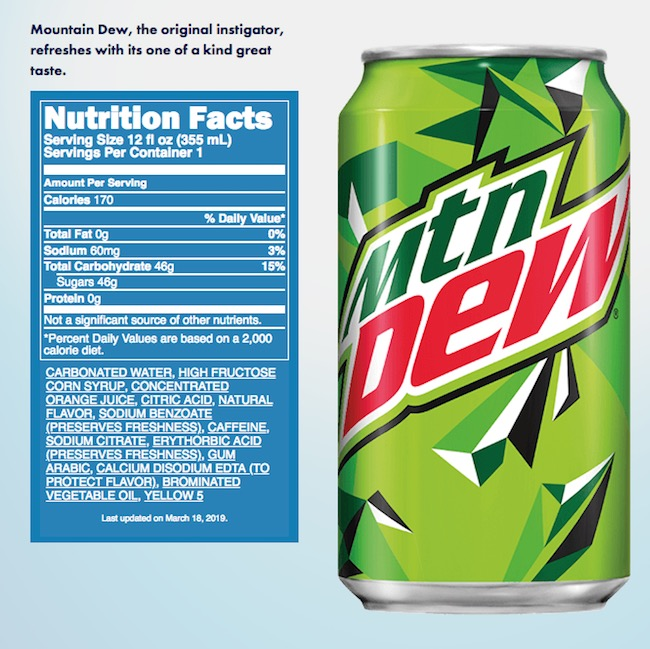 Mountain Dew, the original instigator,
refreshes with its one of a kind great
taste.
Nutrition Facts
Serving Size 12 fl oz (355 mL)
Servings Per Container 1
Amount Per Serving
Calories 170
% Daily Value*
Total Fat 0g 0%
Sodium 60mg 3%
Total Carbohydrate 46g 15%
Sugars 46g
Protein 0g
Not a significant source of other nutrients.
*Percent Daily Values are based on a 2,000
calorie diet.
CARBONATED WATER, HIGH FRUCTOSE
CORN SYRUP, CONCENTRATED
ORANGE JUICE, CITRIC ACID, NATURAL
FLAVOR, SODIUM BENZOATE
(PRESERVES FRESHNESS), CAFFEINE,
SODIUM CITRATE, ERYTHORBIC ACID
(PRESERVES FRESHNESS), GUM
ARABIC, CALCIUM DISODIUM EDTA (TO
PROTECT FLAVOR), BROMINATED
VEGETABLE OIL, YELLOW 5
Last updated on March 18, 2019.
Mtn
Dew
®